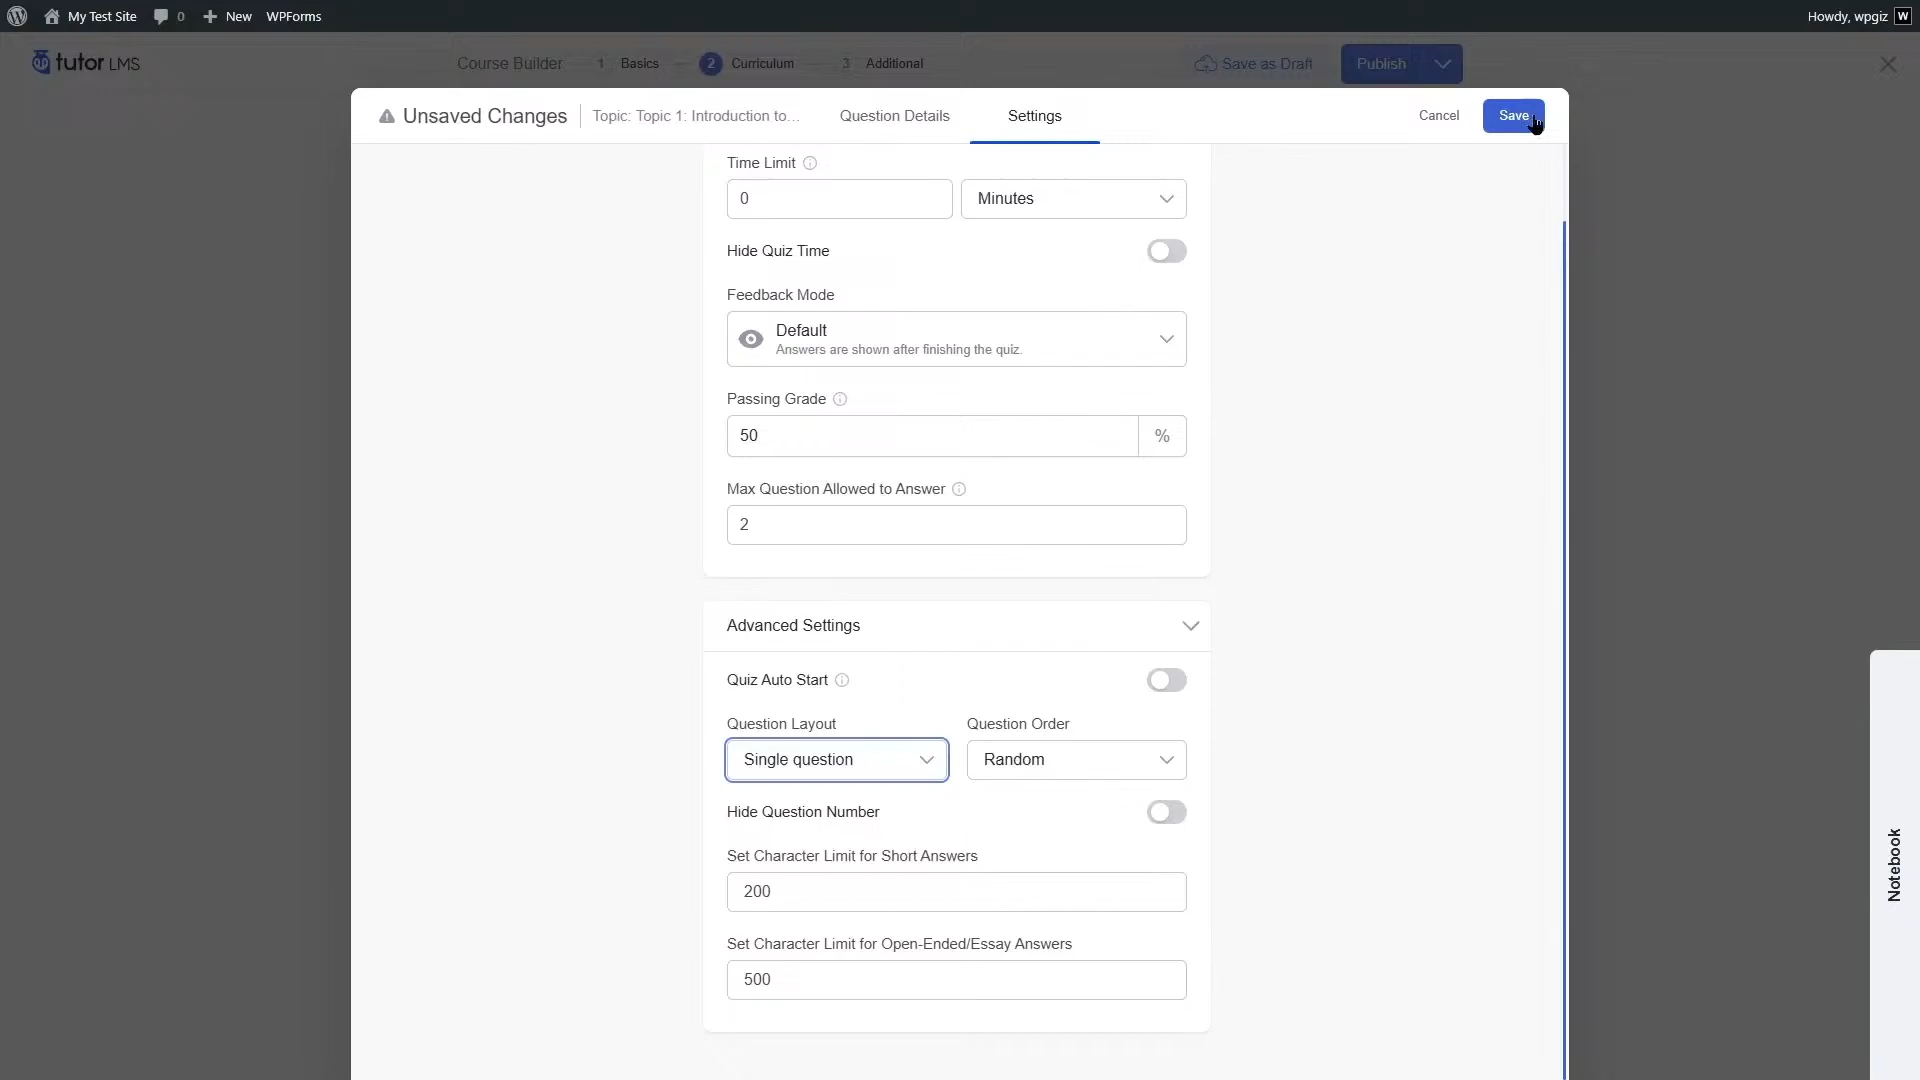 My Test Site 0 New WPForms Howdy, wpgiz W
tutor LMS Course Builder 1 Basics 2 Curriculum 3 Additional Save as Draft Publish
Unsaved Changes Topic: Topic 1: Introduction to... Question Details Settings Cancel Save
Time Limit
0 Minutes
Hide Quiz Time
Feedback Mode
Default
Answers are shown after finishing the quiz.
Passing Grade
50 %
Max Question Allowed to Answer
2
Advanced Settings
Quiz Auto Start
Question Layout Question Order
Single question Random
Hide Question Number
Set Character Limit for Short Answers
200
Set Character Limit for Open-Ended/Essay Answers
500
Notebook